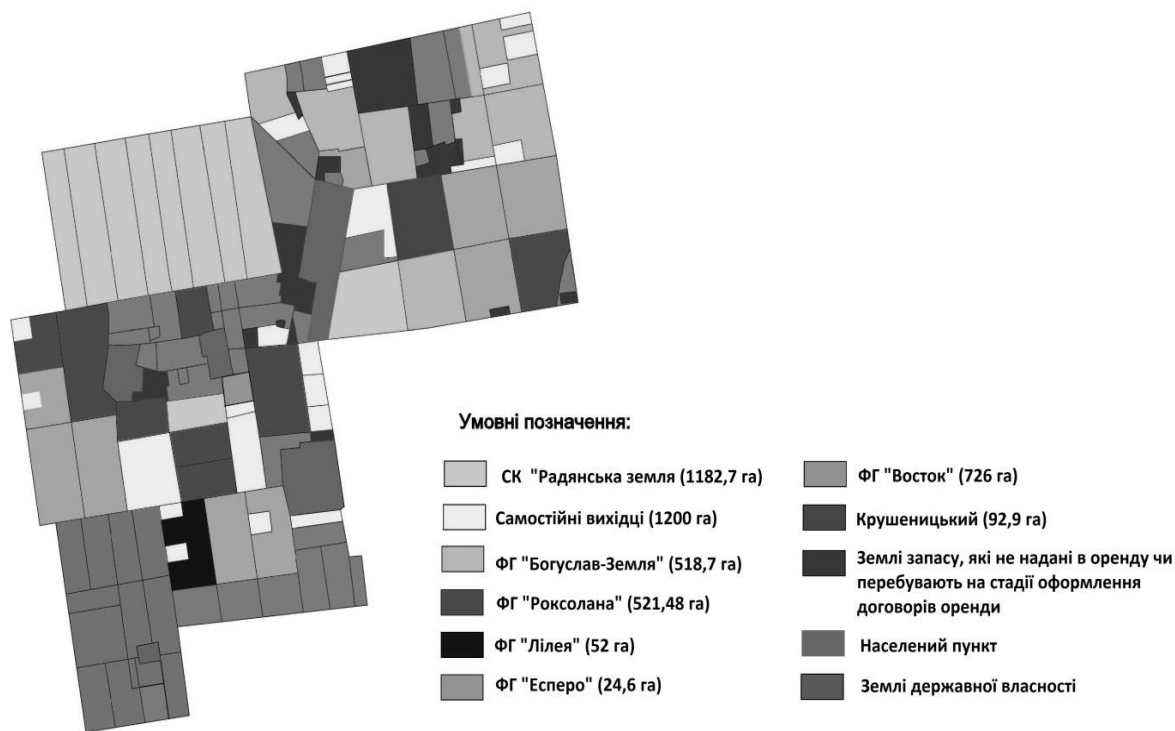 Умовні позначення:
СК "Радянська земля (1182,7 га)
Самостійні вихідці (1200 га)
ФГ "Богуслав-Земля" (518,7 га)
ФГ "Роксолана" (521,48 га)
ФГ "Лілея" (52 га)
ФГ "Есперо" (24,6 га)
ФГ "Восток" (726 га)
Крушеницький (92,9 га)
Землі запасу, які не надані в оренду чи
перебувають на стадії оформлення
договорів оренди
Населений пункт
Землі державної власності